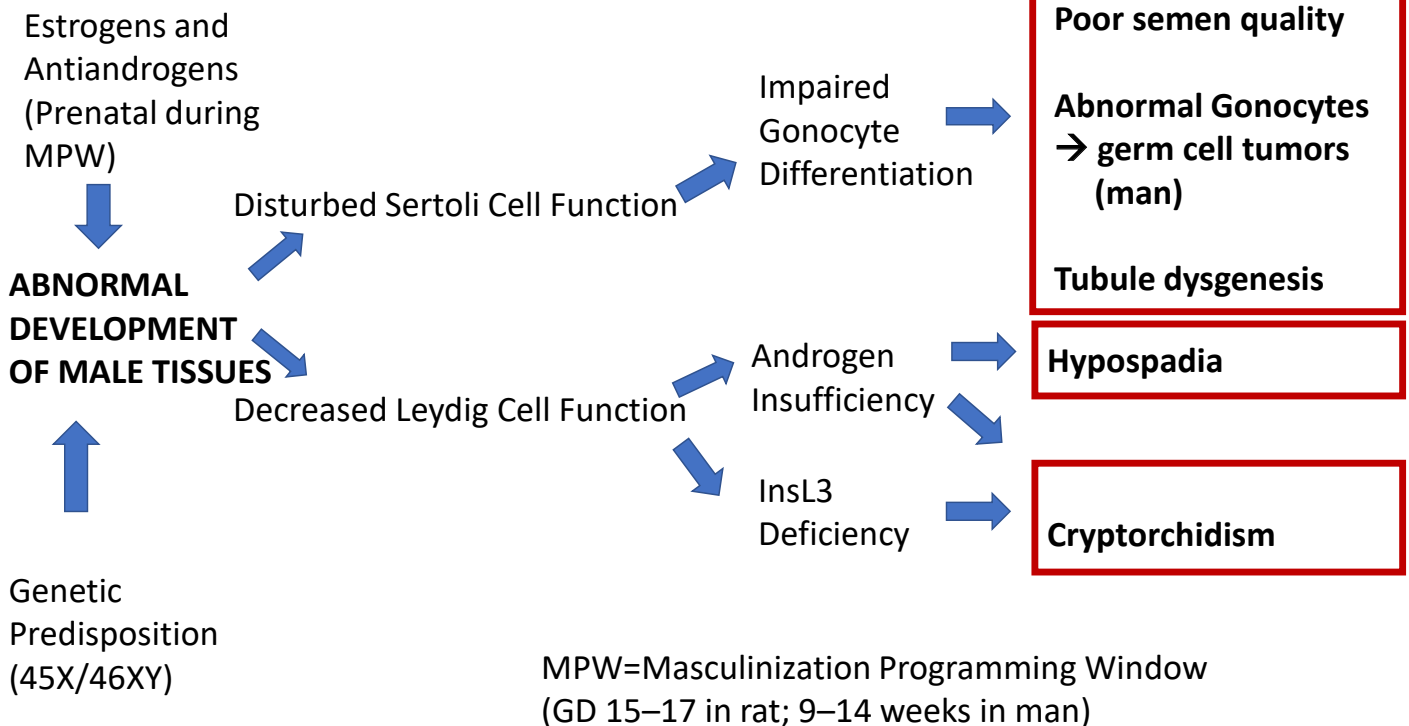 Estrogens and
Antiandrogens
(Prenatal during
MPW)
ABNORMAL
DEVELOPMENT
OF MALE TISSUES
Genetic
Predisposition
(45X/46XY)
Disturbed Sertoli Cell Function
Decreased Leydig Cell Function
Impaired
Gonocyte
Differentiation
Androgen
Insufficiency
InsL3
Deficiency
Poor semen quality
Abnormal Gonocytes
→ germ cell tumors
(man)
Tubule dysgenesis
Hypospadia
Cryptorchidism
MPW=Masculinization Programming Window
(GD 15–17 in rat; 9–14 weeks in man)